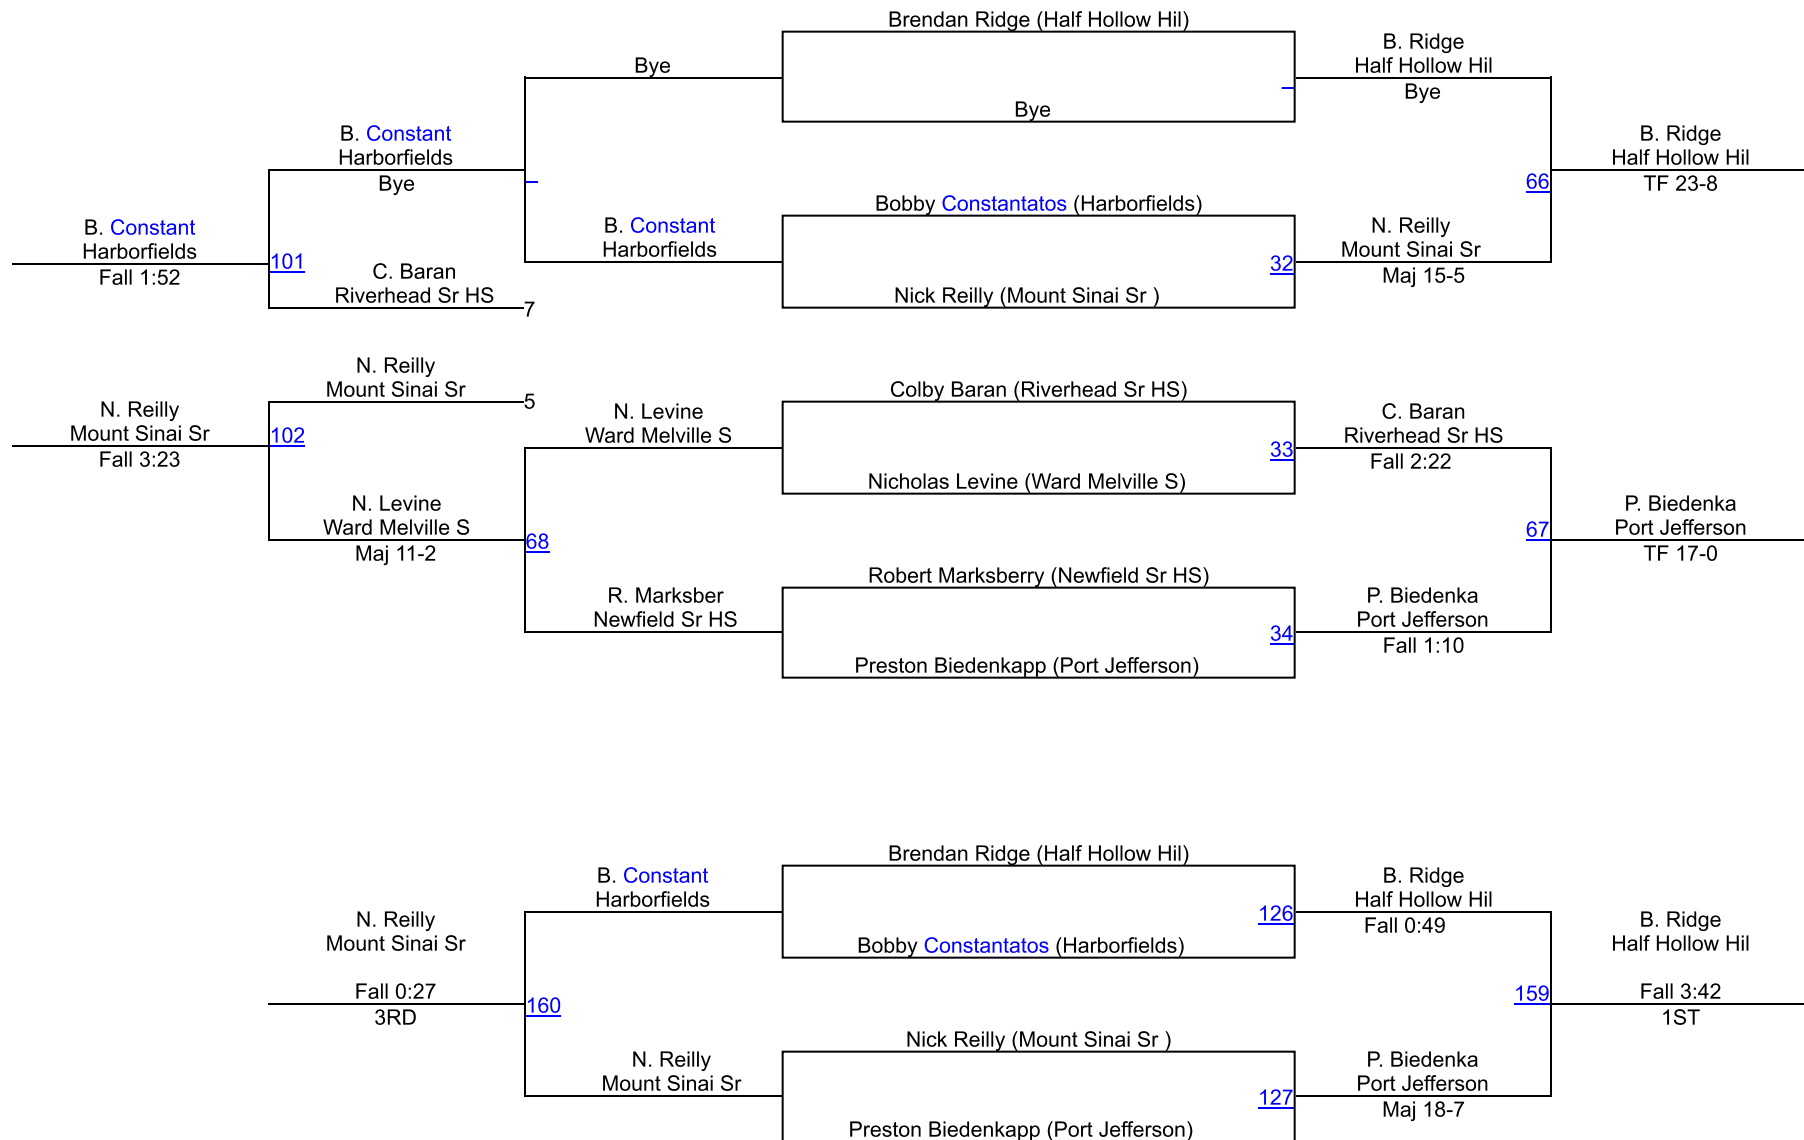 Brendan Ridge (Half Hollow Hil)
Bye
B. Ridge
Half Hollow Hil
Bye
Bye
B. Constant
Harborfields
Bye
B. Ridge
Half Hollow Hil
TF 23-8
66
Bobby Constantatos (Harborfields)
B. Constant
Harborfields
Fall 1:52
101
B. Constant
Harborfields
32
N. Reilly
Mount Sinai Sr
Maj 15-5
C. Baran
Riverhead Sr HS
7
Nick Reilly (Mount Sinai Sr )
N. Reilly
Mount Sinai Sr
5
Colby Baran (Riverhead Sr HS)
N. Reilly
Mount Sinai Sr
Fall 3:23
102
N. Levine
Ward Melville S
33
C. Baran
Riverhead Sr HS
Fall 2:22
Nicholas Levine (Ward Melville S)
N. Levine
Ward Melville S
Maj 11-2
68
67
P. Biedenka
Port Jefferson
TF 17-0
Robert Marksberry (Newfield Sr HS)
R. Marksber
Newfield Sr HS
34
P. Biedenka
Port Jefferson
Fall 1:10
Preston Biedenkapp (Port Jefferson)
Brendan Ridge (Half Hollow Hil)
B. Constant
Harborfields
126
B. Ridge
Half Hollow Hil
Fall 0:49
Bobby Constantatos (Harborfields)
N. Reilly
Mount Sinai Sr
Fall 0:27
3RD
160
159
B. Ridge
Half Hollow Hil
Fall 3:42
1ST
Nick Reilly (Mount Sinai Sr )
N. Reilly
Mount Sinai Sr
127
P. Biedenka
Port Jefferson
Maj 18-7
Preston Biedenkapp (Port Jefferson)